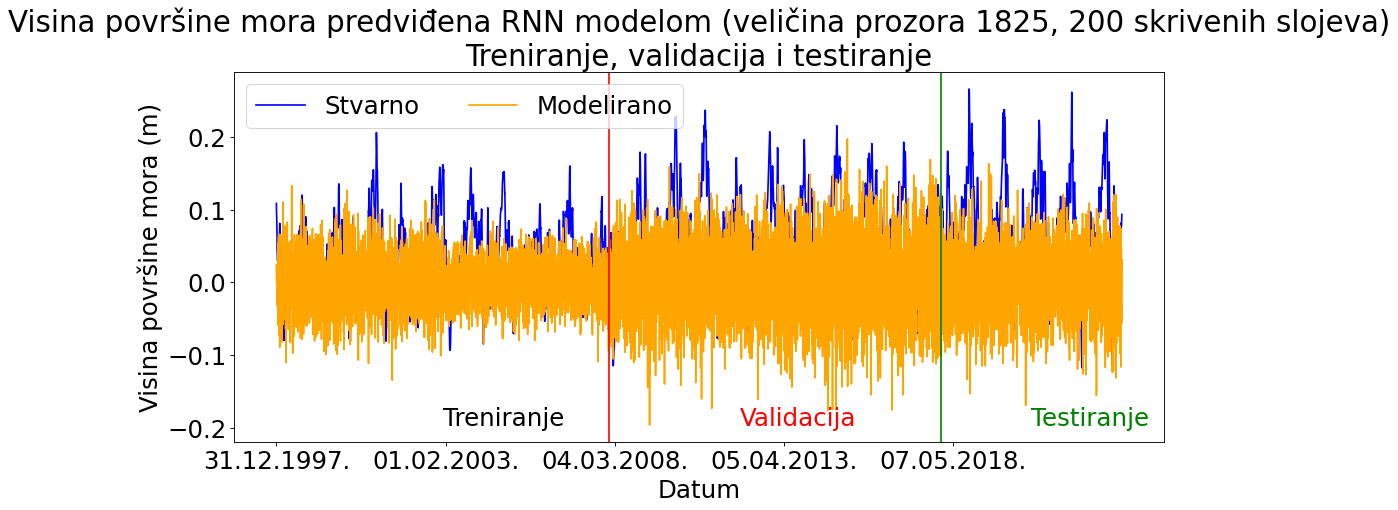 Visina površine mora predviđena RNN modelom (veličina prozora 1825, 200 skrivenih slojeva)
Treniranje, validacija i testiranje
Stvarno Modelirano
Visina površine mora (m)
0.2
0.1
0.0
−0.1
−0.2
Treniranje Validacija Testiranje
31.12.1997. 01.02.2003. 04.03.2008. 05.04.2013. 07.05.2018.
Datum